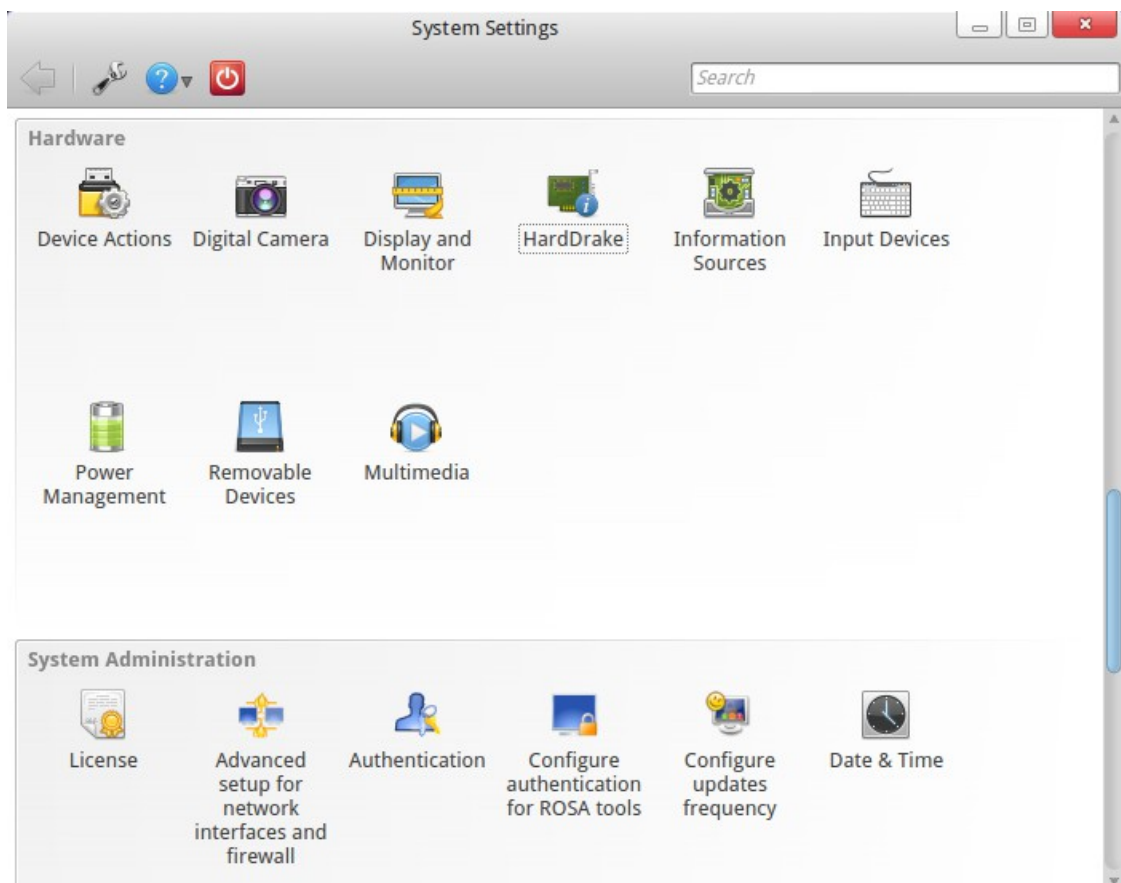 System Settings
Search
Hardware
Device Actions
Digital Camera
Display and
Monitor
HardDrake
Information
Sources
Input Devices
Power
Management
Removable
Devices
Multimedia
System Administration
License
Advanced
setup for
network
interfaces and
firewall
Authentication
Configure
authentication
for ROSA tools
Configure
updates
frequency
Date & Time